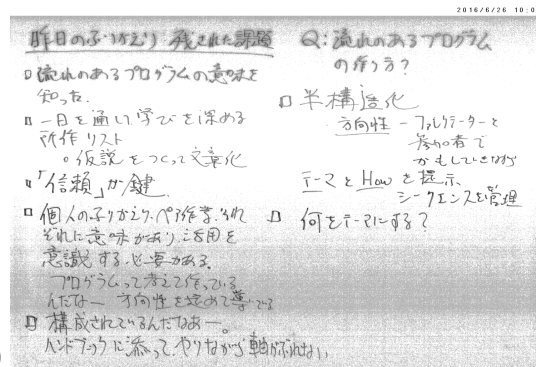 2016/6/26 10:0
昨日のふりかえり・残された課題
流れのあるプログラムの意味を
知った.
一日を通して学びを深める
所作リスト
仮説をつくって文章化
「信頼」が鍵.
個人のふりかえり、ペア作業、それ
ぞれに意味があり、活用を
意識する必要がある.
プログラムって考えて作っている
んだなー 方向性を定めて
構成されているんだなあー。
ハンドブックに添って、やりながら軸がぶれない
Q:流れのあるプログラム
の作り方?
半構造化
方向性 - ファシリテーターと
参加者で
かもしていきながら
テーマとHowを提示、
シークエンスを管理
何をテーマにする?